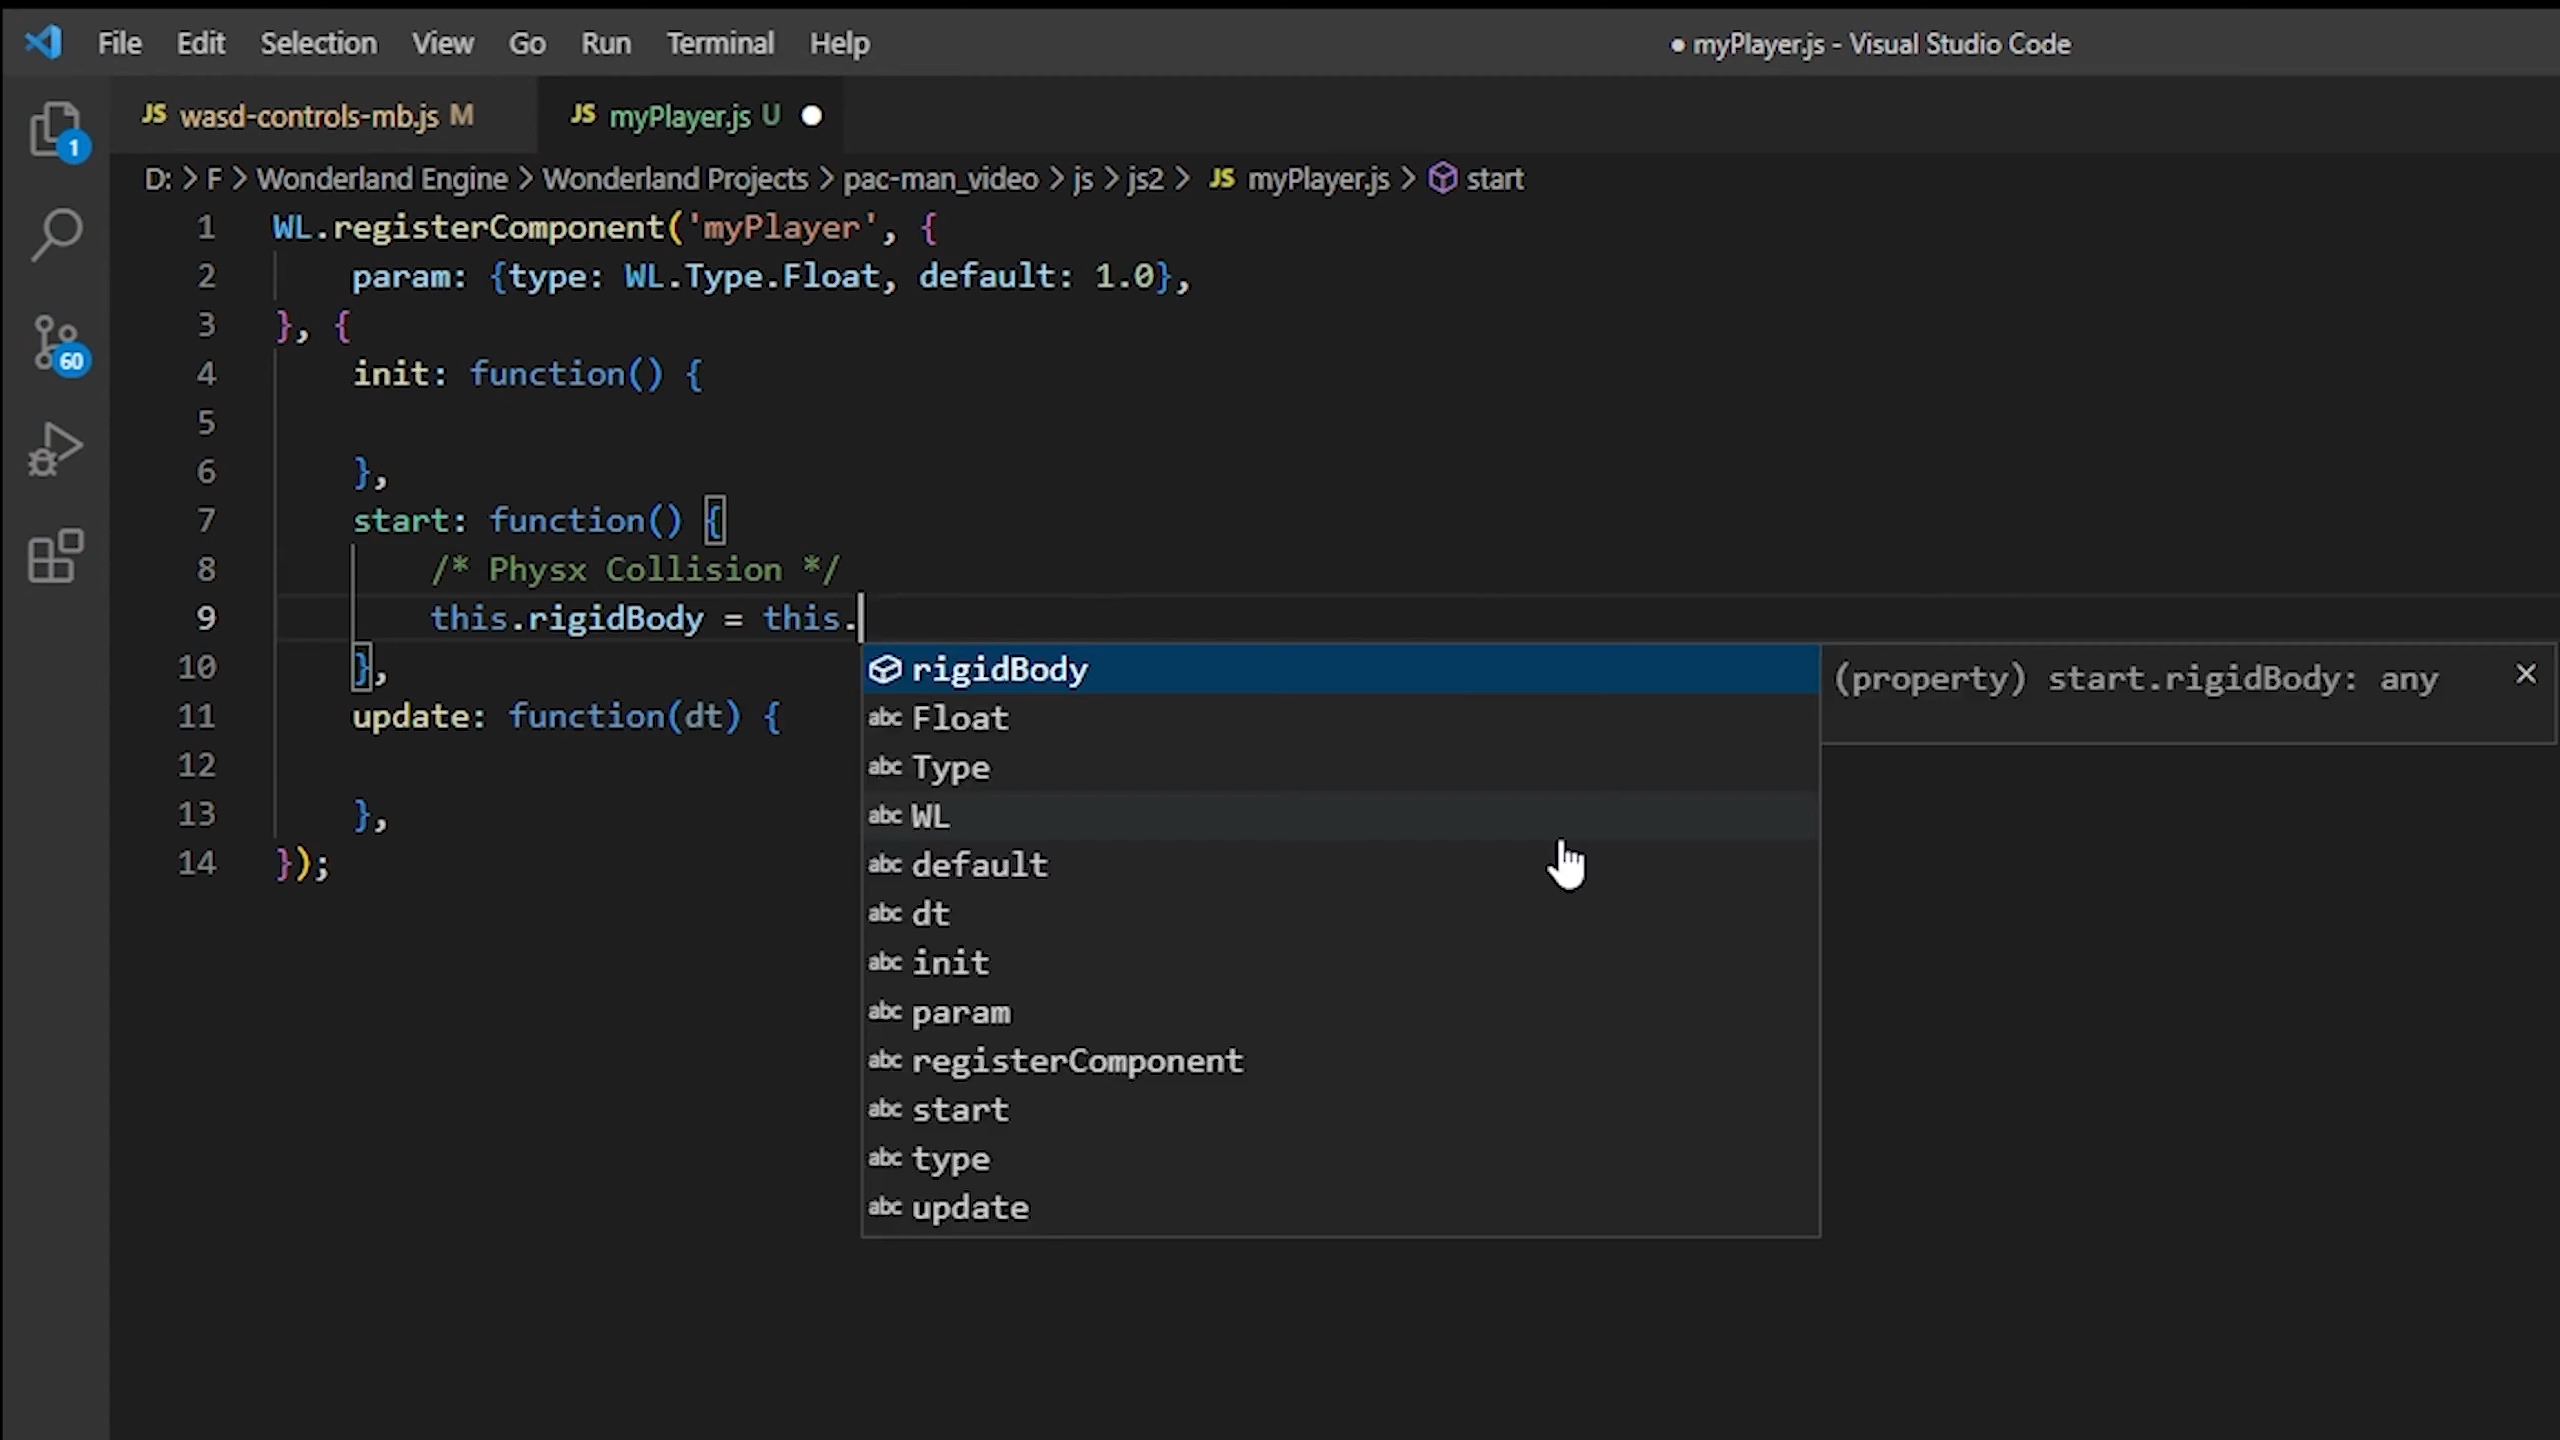 File Edit Selection View Go Run Terminal Help
● myPlayer.js - Visual Studio Code
JS wasd-controls-mb.js M
JS myPlayer.js U ●
D: > F > Wonderland Engine > Wonderland Projects > pac-man_video > js > js2 > JS myPlayer.js > start
1
60
1 WL.registerComponent('myPlayer', {
2 param: {type: WL.Type.Float, default: 1.0},
3 }, {
4 init: function() {
5
6 },
7 start: function() {
8 /* Physx Collision */
9 this.rigidBody = this.
10 },
11 update: function(dt) {
12
13 },
14 });
rigidBody
(property) start.rigidBody: any
abc Float
abc Type
abc WL
abc default
abc dt
abc init
abc param
abc registerComponent
abc start
abc type
abc update